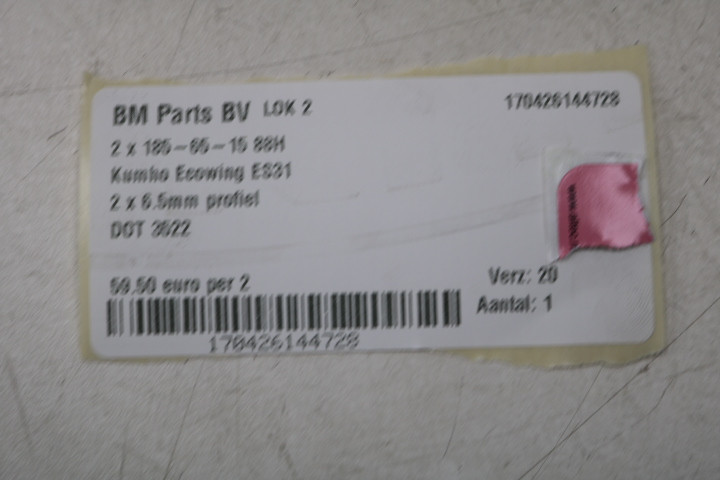 BM Parts BV LOK 2
170426144728
2 x 185-65-15 88H
Kumho Ecowing ES31
2 x 6.5mm profiel
DOT 3522
59.50 euro per 2
Verz: 20
Aantal: 1
170426144728